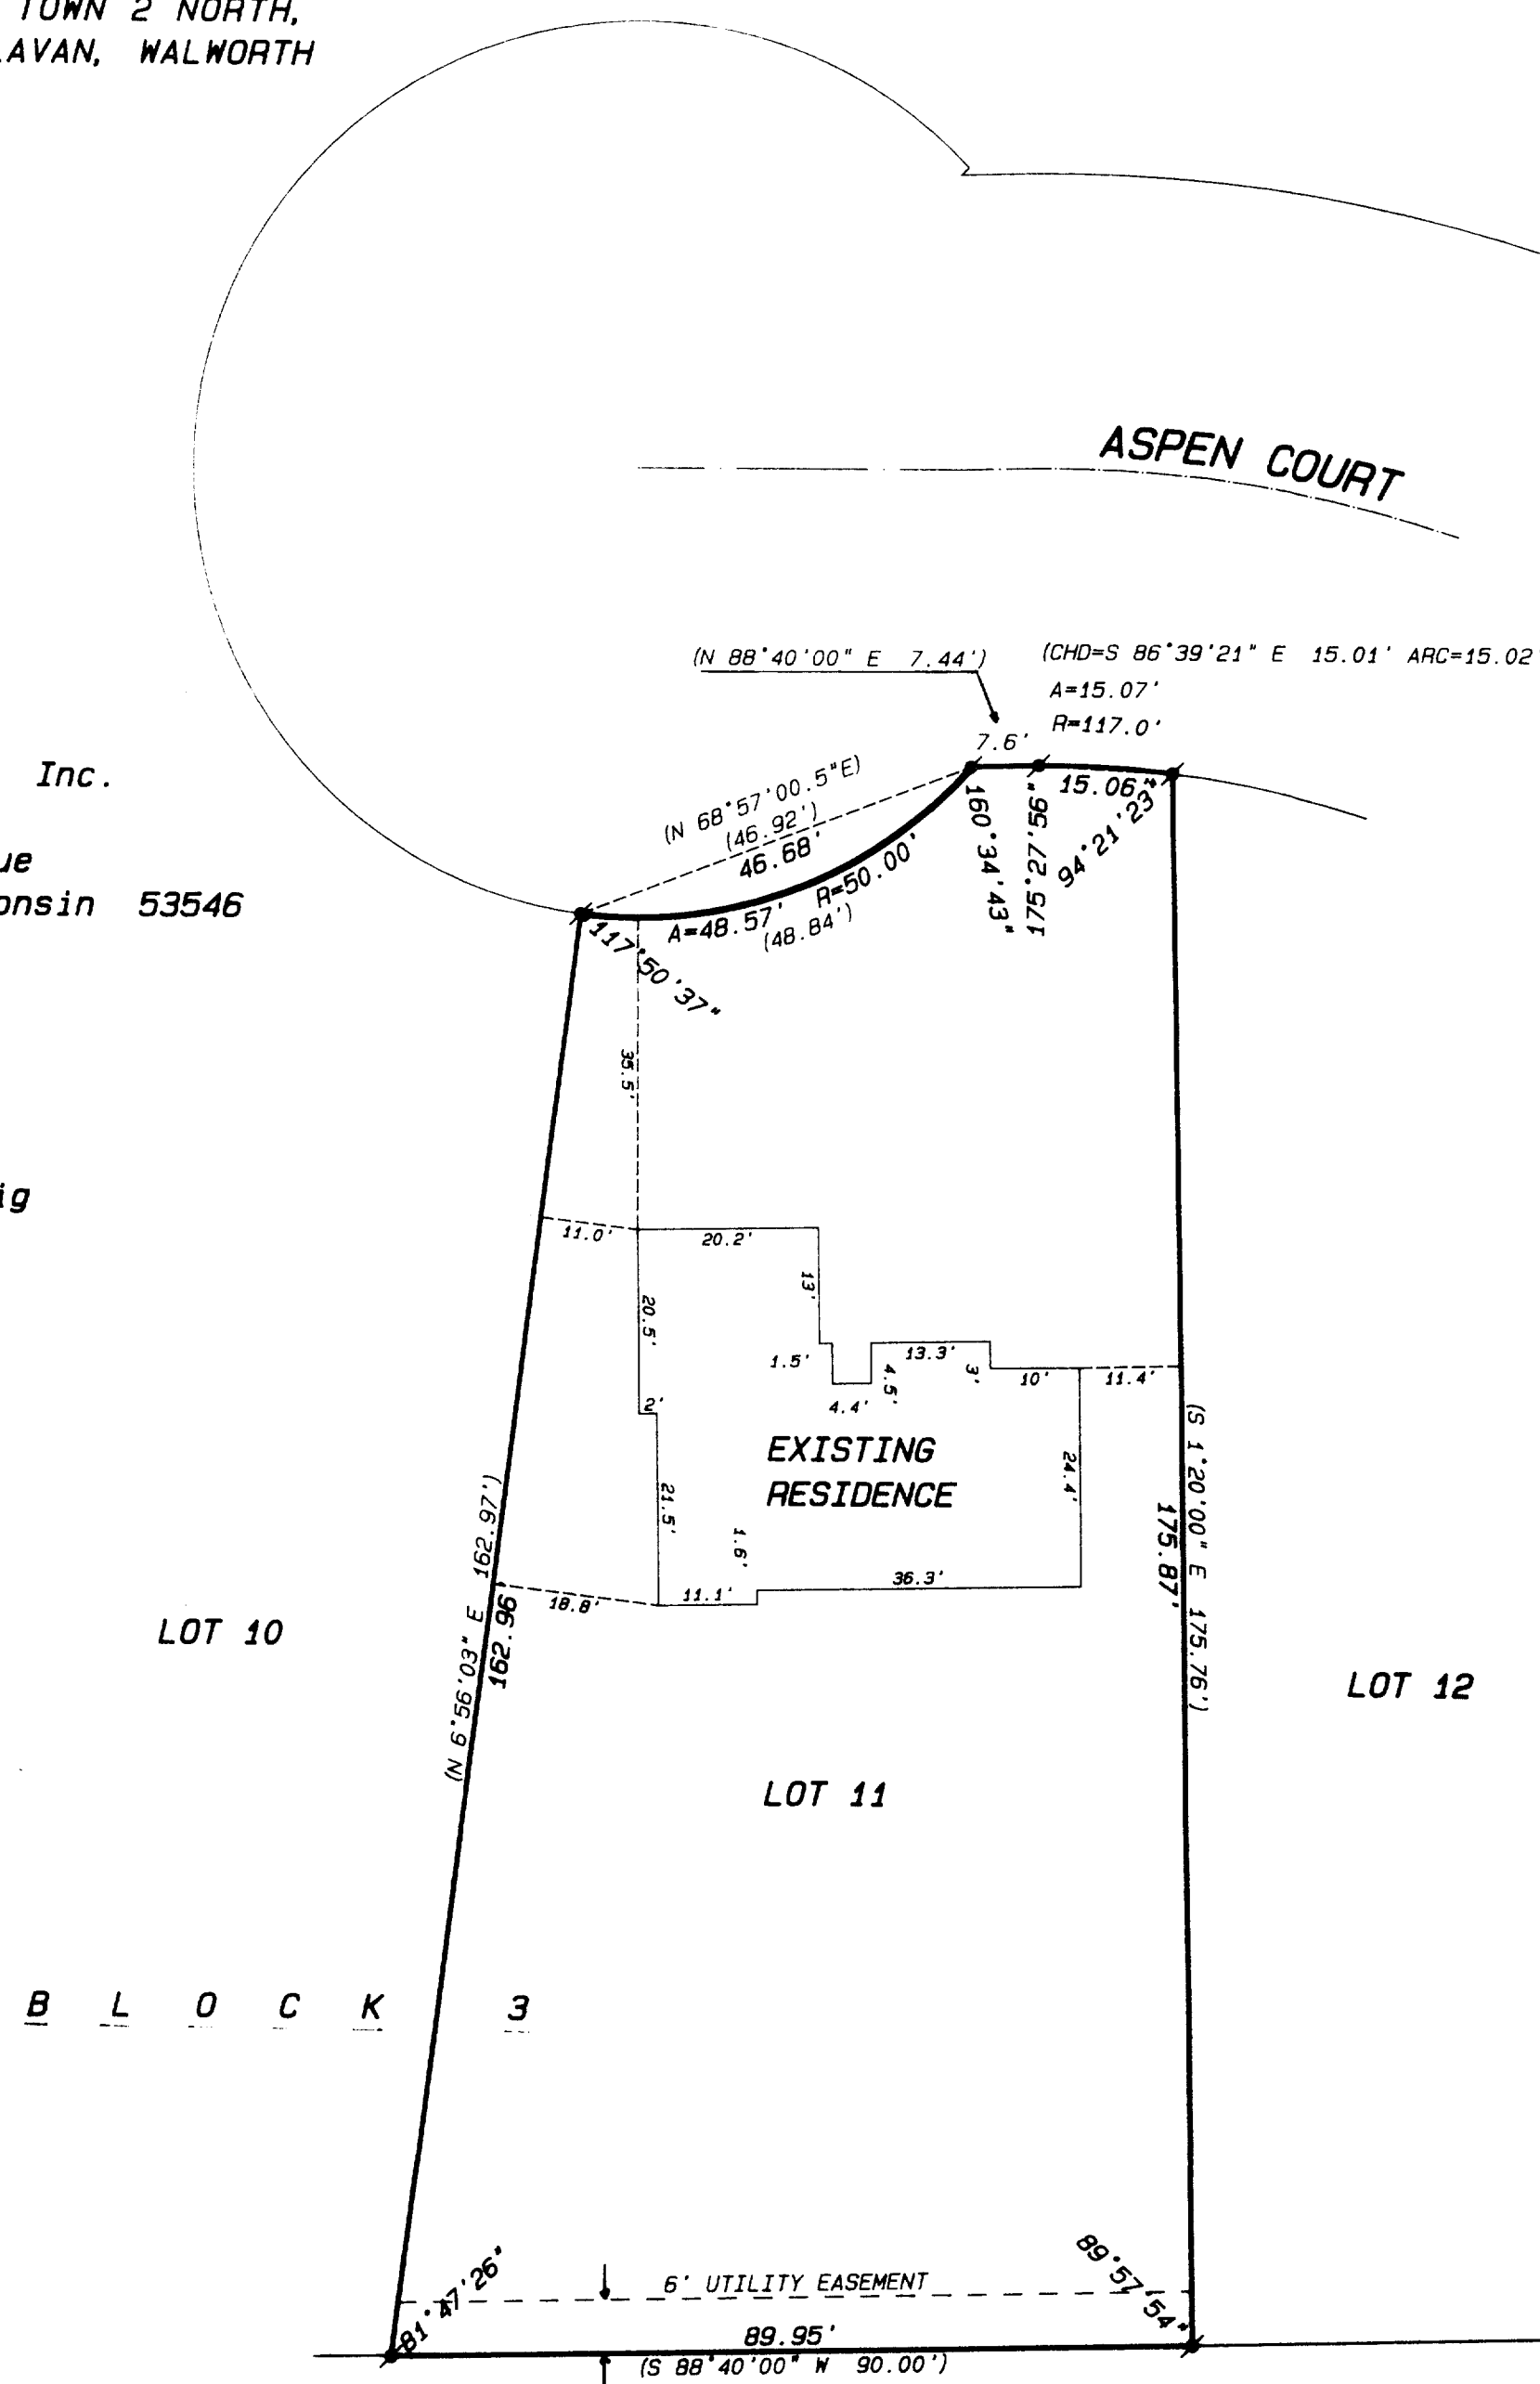 TOWN 2 NORTH,
LAVAN, WALWORTH
ASPEN COURT
(N 88°40'00" E 7.44')
(CHD=S 86°39'21" E 15.01' ARC=15.02'
A=15.07'
R=117.0'
7.6'
15.06'
Inc.
ue
onsin 53546
ig
(N 68°57'00.5"E)
(46.92')
46.68'
R=50.00'
A=48.57'
(48.84')
160°34'43"
175°27'56"
94°21'23"
117°50'37"
35.5'
11.0'
20.2'
13'
20.5'
1.5'
4.4'
4.5'
13.3'
3'
10'
11.4'
2'
EXISTING
RESIDENCE
24.4'
21.5'
1.6'
36.3'
11.1'
18.8'
(S 1°20'00" E 175.76')
175.87'
(N 6°56'03" E 162.97')
162.96'
LOT 10
LOT 12
LOT 11
B L O C K 3
81°47'26"
89°57'54"
6' UTILITY EASEMENT
89.95'
(S 88°40'00" W 90.00')